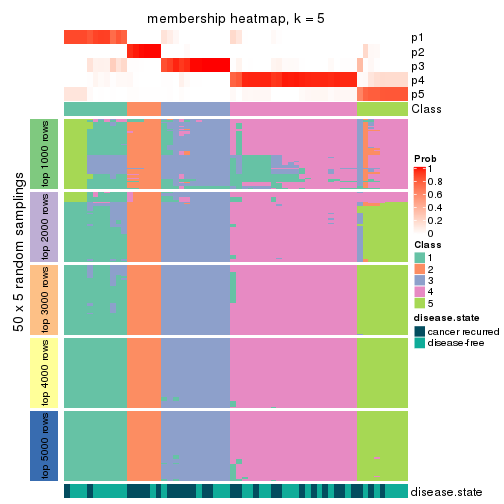 membership heatmap, k = 5
p1
p2
p3
p4
p5
Class
50 x 5 random samplings
top 1000 rows
top 2000 rows
top 3000 rows
top 4000 rows
top 5000 rows
Prob
1
0.8
0.6
0.4
0.2
0
Class
1
2
3
4
5
disease.state
cancer recurred
disease-free
disease.state